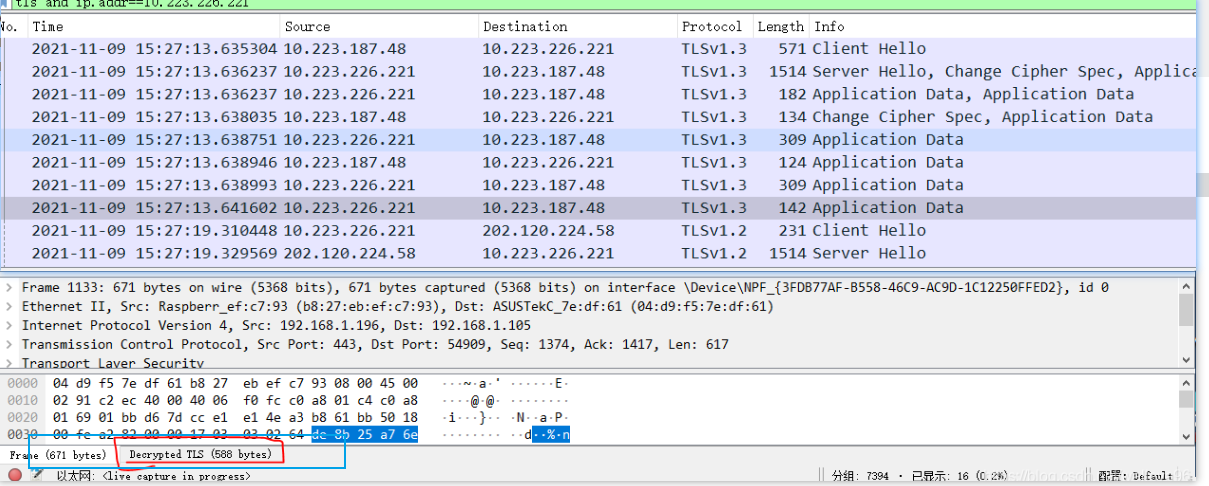 tls and ip.addr==10.223.226.221
No. Time Source Destination Protocol Length Info
2021-11-09 15:27:13.635304 10.223.187.48 10.223.226.221 TLSv1.3 571 Client Hello
2021-11-09 15:27:13.636237 10.223.226.221 10.223.187.48 TLSv1.3 1514 Server Hello, Change Cipher Spec, Applica
2021-11-09 15:27:13.636237 10.223.226.221 10.223.187.48 TLSv1.3 182 Application Data, Application Data
2021-11-09 15:27:13.638035 10.223.187.48 10.223.226.221 TLSv1.3 134 Change Cipher Spec, Application Data
2021-11-09 15:27:13.638751 10.223.226.221 10.223.187.48 TLSv1.3 309 Application Data
2021-11-09 15:27:13.638946 10.223.187.48 10.223.226.221 TLSv1.3 124 Application Data
2021-11-09 15:27:13.638993 10.223.226.221 10.223.187.48 TLSv1.3 309 Application Data
2021-11-09 15:27:13.641602 10.223.226.221 10.223.187.48 TLSv1.3 142 Application Data
2021-11-09 15:27:19.310448 10.223.226.221 202.120.224.58 TLSv1.2 231 Client Hello
2021-11-09 15:27:19.329569 202.120.224.58 10.223.226.221 TLSv1.2 1514 Server Hello
Frame 1133: 671 bytes on wire (5368 bits), 671 bytes captured (5368 bits) on interface \Device\NPF_{3FDB77AF-B558-46C9-AC9D-1C12250FFED2}, id 0
Ethernet II, Src: Raspberr_ef:c7:93 (b8:27:eb:ef:c7:93), Dst: ASUSTekC_7e:df:61 (04:d9:f5:7e:df:61)
Internet Protocol Version 4, Src: 192.168.1.196, Dst: 192.168.1.105
Transmission Control Protocol, Src Port: 443, Dst Port: 54909, Seq: 1374, Ack: 1417, Len: 617
Transport Layer Security
0000 04 d9 f5 7e df 61 b8 27 eb ef c7 93 08 00 45 00 ···~·a·' ······E·
0010 02 91 c2 ec 40 00 40 06 f0 fc c0 a8 01 c4 c0 a8 ····@·@· ········
0020 01 69 01 bb d6 7d cc e1 e1 4e a3 b8 61 bb 50 18 ·i···}·· ·N··a·P·
0030 00 fe a2 82 00 00 17 03 03 02 64 de 8b 25 a7 6e ········ ··d··%·n
Frame (671 bytes) Decrypted TLS (588 bytes)
以太网: <live capture in progress> 分组: 7394 · 已显示: 16 (0.2%) 配置: Default